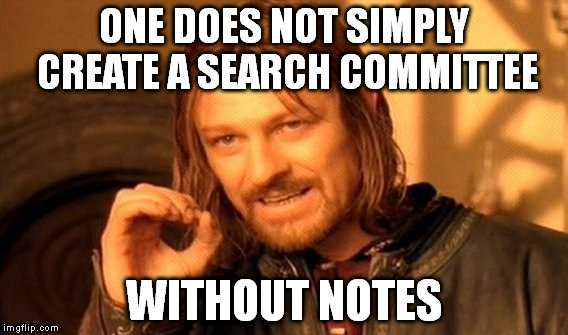 ONE DOES NOT SIMPLY
CREATE A SEARCH COMMITTEE
WITHOUT NOTES
imgflip.com